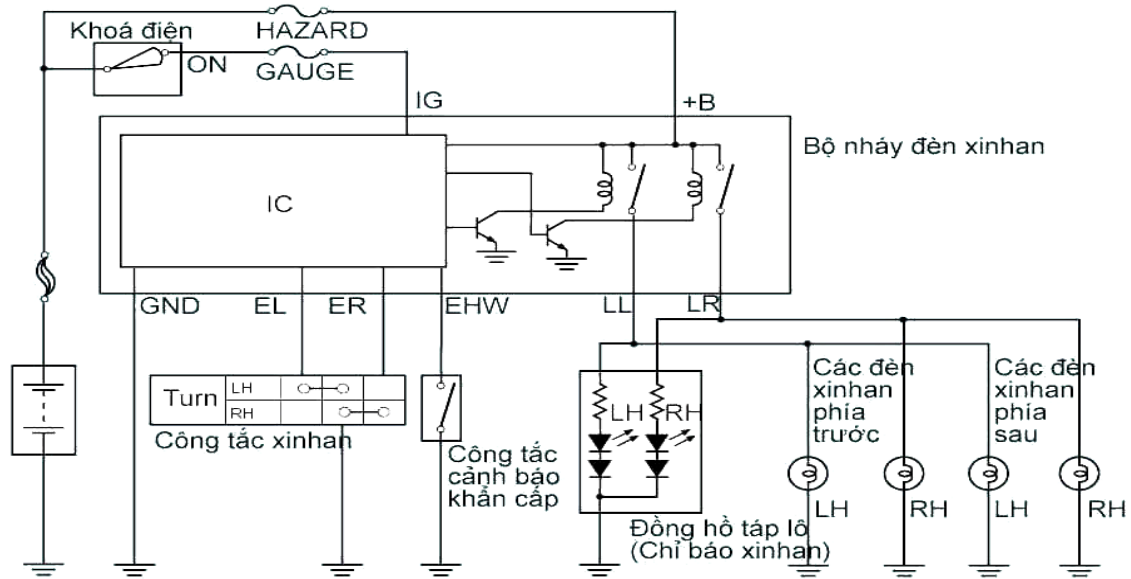 Khoá điện
HAZARD
ON
GAUGE
IG
+B
Bộ nháy đèn xinhan
IC
GND
EL
ER
EHW
LL
LR
Turn
LH
RH
Công tắc xinhan
Công tắc
cảnh báo
khẩn cấp
LH
RH
Đồng hồ táp lô
(Chỉ báo xinhan)
Các đèn
xinhan
phía
trước
Các đèn
xinhan
phía
sau
LH
RH
LH
RH